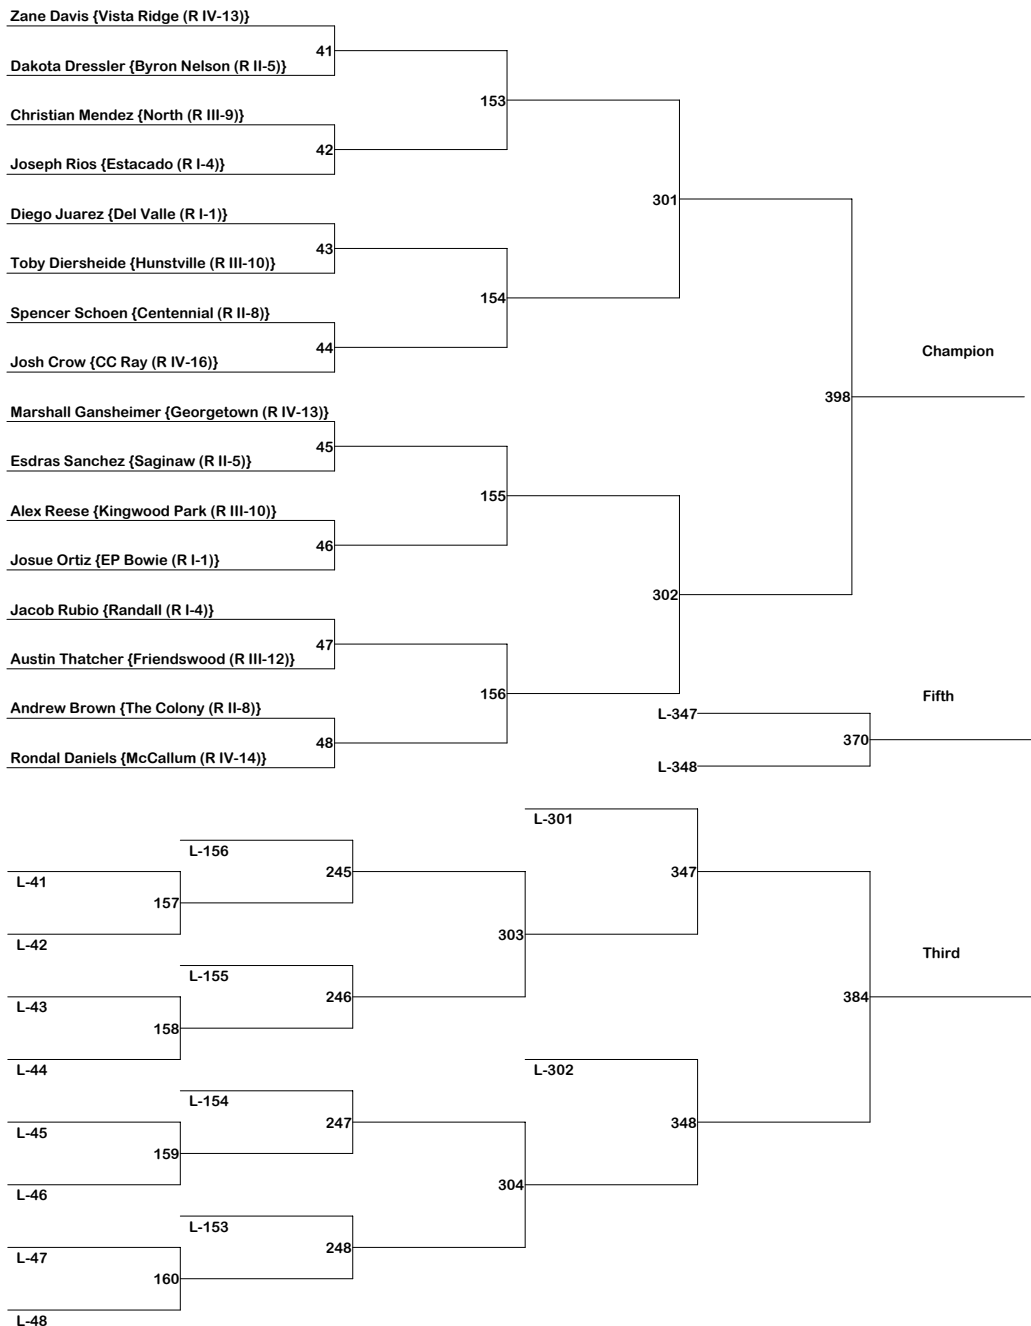 Zane Davis {Vista Ridge (R IV-13)}
41
Dakota Dressler {Byron Nelson (R II-5)}
153
Christian Mendez {North (R III-9)}
42
Joseph Rios {Estacado (R I-4)}
301
Diego Juarez {Del Valle (R I-1)}
43
Toby Diersheide {Hunstville (R III-10)}
154
Spencer Schoen {Centennial (R II-8)}
44
Josh Crow {CC Ray (R IV-16)}
Champion
398
Marshall Gansheimer {Georgetown (R IV-13)}
45
Esdras Sanchez {Saginaw (R II-5)}
155
Alex Reese {Kingwood Park (R III-10)}
46
Josue Ortiz {EP Bowie (R I-1)}
302
Jacob Rubio {Randall (R I-4)}
47
Austin Thatcher {Friendswood (R III-12)}
156
Andrew Brown {The Colony (R II-8)}
48
Rondal Daniels {McCallum (R IV-14)}
Fifth
L-347
370
L-348
L-301
L-156
245
347
L-41
157
303
L-42
Third
L-155
246
384
L-43
158
L-44
L-302
L-154
247
348
L-45
159
304
L-46
L-153
248
L-47
160
L-48